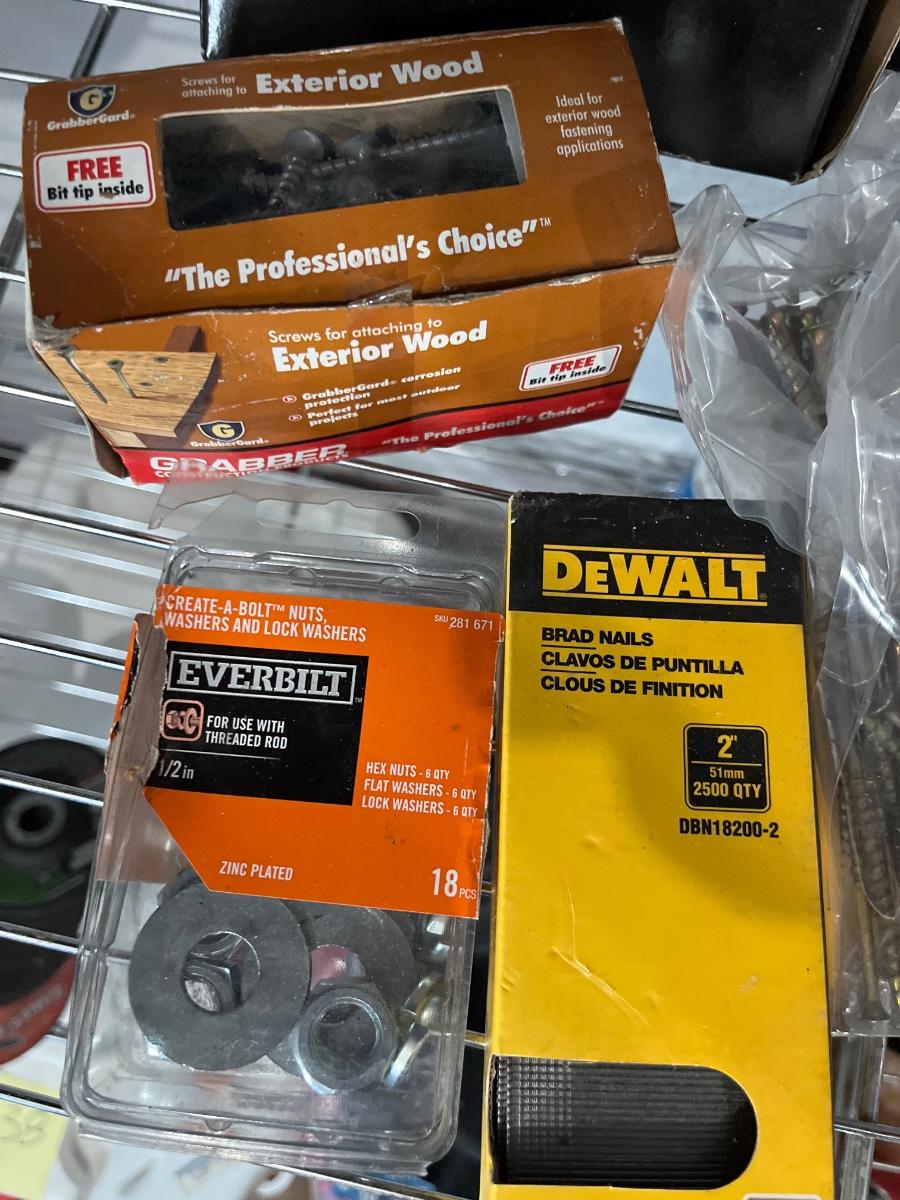 Screws for
attaching to Exterior Wood
GrabberGard®
FREE
Bit tip inside
Ideal for
exterior wood
fastening
applications
"The Professional's Choice"™
Screws for attaching to
Exterior Wood
GrabberGard® corrosion
protection
Perfect for most outdoor
projects
FREE
Bit tip inside
GrabberGard®
GRABBER
CONSTRUCTION PRODUCTS
"The Professional's Choice"™
CREATE-A-BOLT™ NUTS,
WASHERS AND LOCK WASHERS
SKU 281 671
EVERBILT™
FOR USE WITH
THREADED ROD
1/2 in
HEX NUTS - 6 QTY
FLAT WASHERS - 6 QTY
LOCK WASHERS - 6 QTY
ZINC PLATED
18 PCS
DEWALT®
BRAD NAILS
CLAVOS DE PUNTILLA
CLOUS DE FINITION
2"
51mm
2500 QTY
DBN18200-2